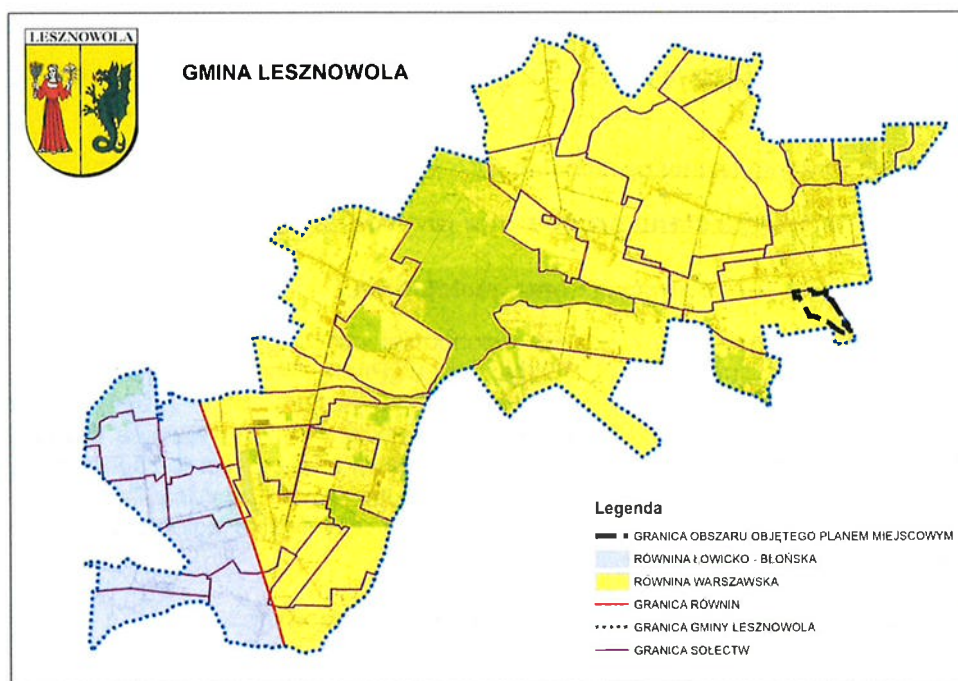 LESZNOWOLA
GMINA LESZNOWOLA
Legenda
GRANICA OBSZARU OBJĘTEGO PLANEM MIEJSCOWYM
RÓWNINA ŁOWICKO - BŁOŃSKA
RÓWNINA WARSZAWSKA
GRANICA RÓWNIN
GRANICA GMINY LESZNOWOLA
GRANICA SOŁECTW